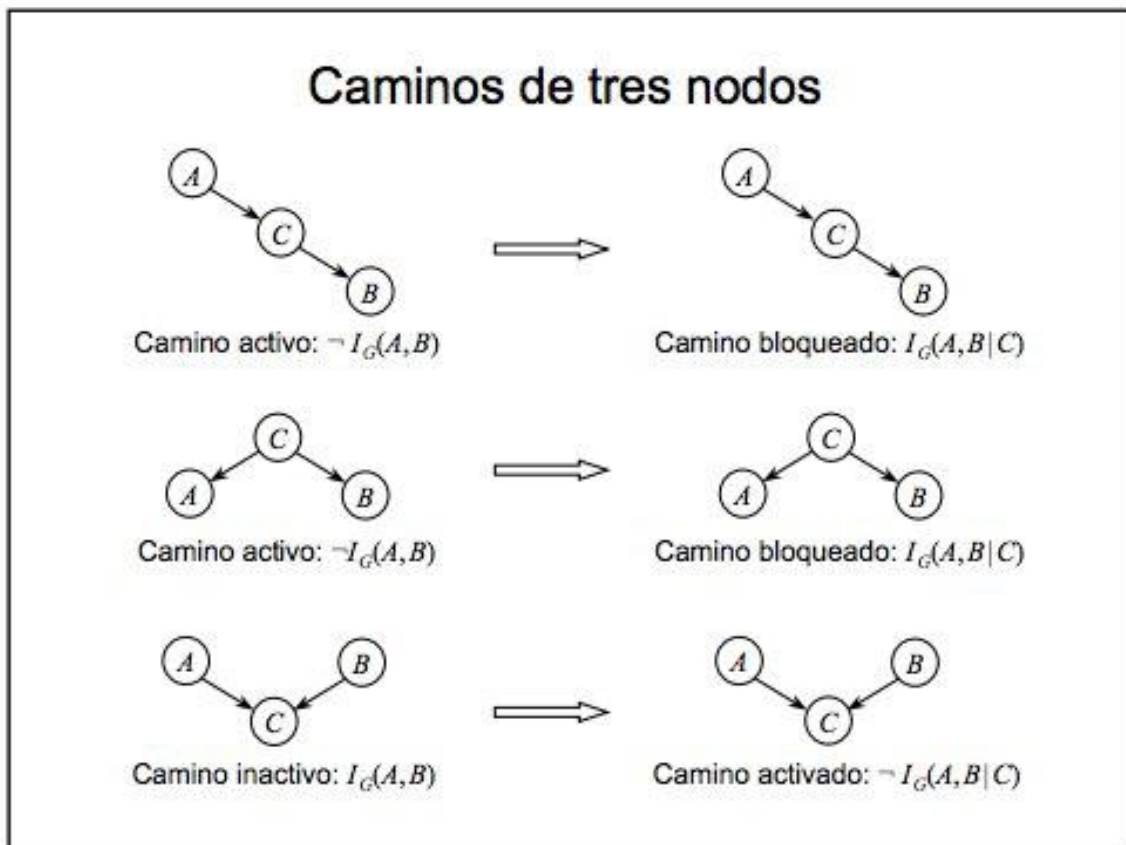 Caminos de tres nodos
A
C
B
A
C
B
Camino activo: ¬ I_G(A,B)
Camino bloqueado: I_G(A,B|C)
C
A
B
C
A
B
Camino activo: ¬I_G(A,B)
Camino bloqueado: I_G(A,B|C)
A
B
C
A
B
C
Camino inactivo: I_G(A,B)
Camino activado: ¬ I_G(A,B|C)